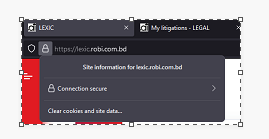 LEXIC
My litigations - LEGAL
https://lexic.robi.com.bd
Site information for lexic.robi.com.bd
Connection secure
Clear cookies and site data...